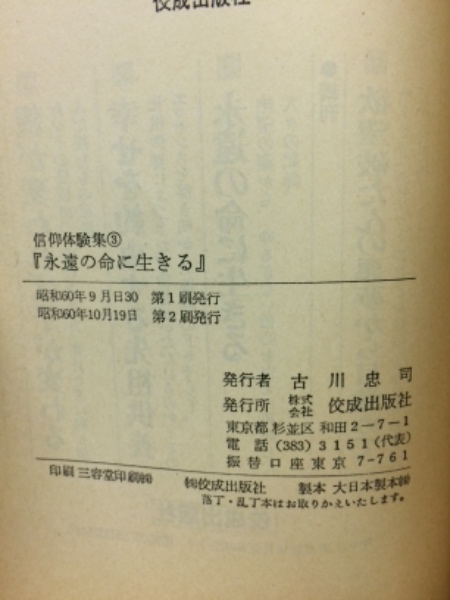 佼成出版社
信仰体験集③
『永遠の命に生きる』
昭和60年9月日30 第1刷発行
昭和60年10月19日 第2刷発行
発行者 古川忠司
発行所 株式会社 佼成出版社
東京都杉並区和田2-7-1
電話(383)3151(代表)
振替口座東京7-761
印刷 三容堂印刷㈱ ㈱佼成出版社 製本 大日本製本㈱
落丁・乱丁本はお取りかえいたします。